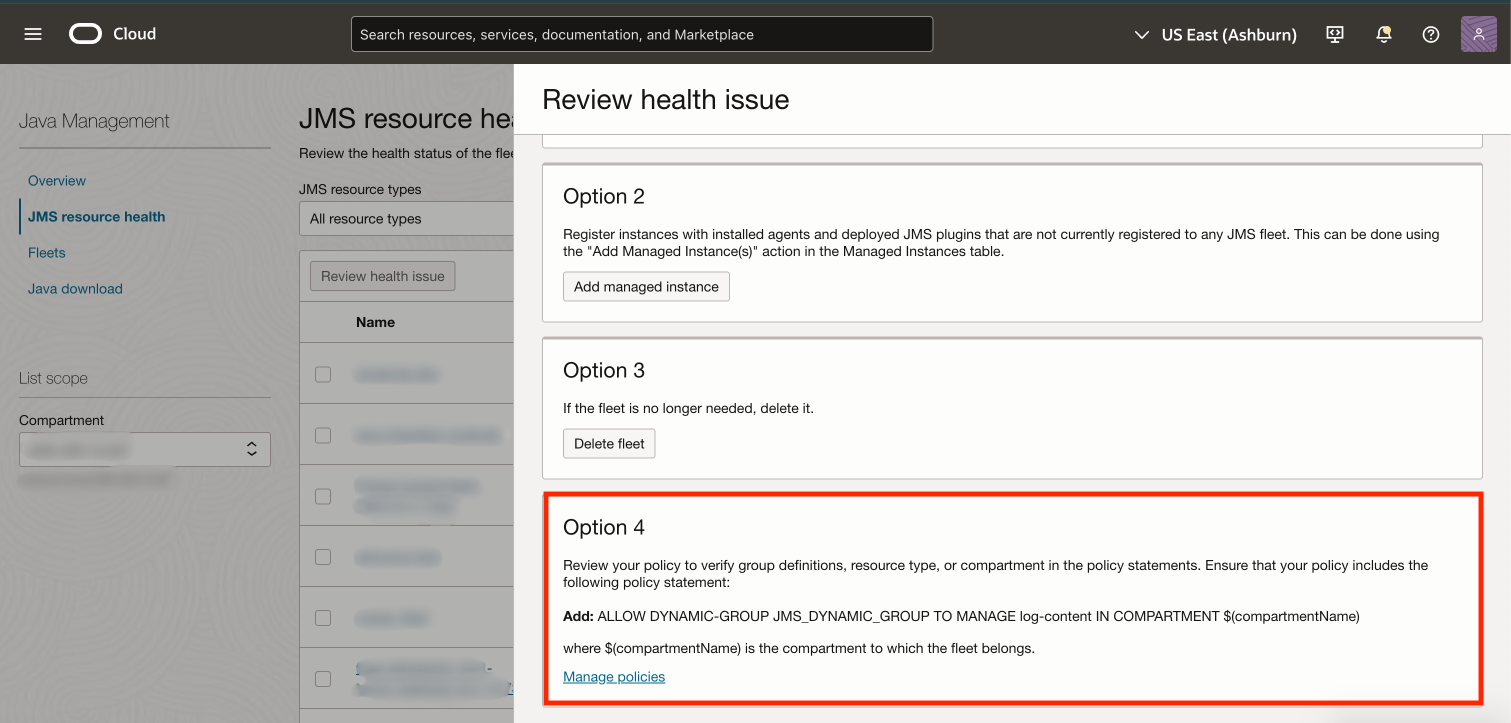 Cloud
Search resources, services, documentation, and Marketplace
US East (Ashburn)
Java Management
Overview
JMS resource health
Fleets
Java download
List scope
Compartment
JMS resource hea
Review the health status of the flee
JMS resource types
All resource types
Review health issue
Name
Review health issue
Option 2
Register instances with installed agents and deployed JMS plugins that are not currently registered to any JMS fleet. This can be done using
the "Add Managed Instance(s)" action in the Managed Instances table.
Add managed instance
Option 3
If the fleet is no longer needed, delete it.
Delete fleet
Option 4
Review your policy to verify group definitions, resource type, or compartment in the policy statements. Ensure that your policy includes the
following policy statement:
Add: ALLOW DYNAMIC-GROUP JMS_DYNAMIC_GROUP TO MANAGE log-content IN COMPARTMENT $(compartmentName)
where $(compartmentName) is the compartment to which the fleet belongs.
Manage policies